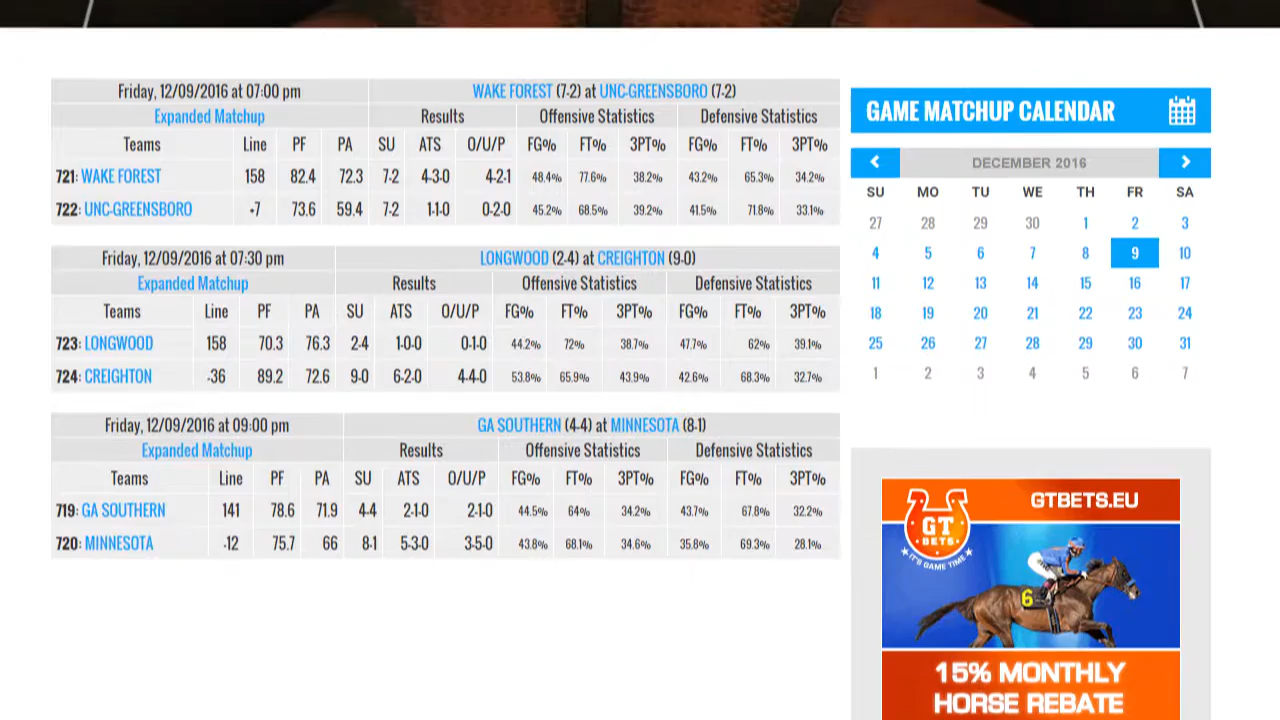 Friday, 12/09/2016 at 07:00 pm WAKE FOREST (7-2) at UNC-GREENSBORO (7-2)
Expanded Matchup Results Offensive Statistics Defensive Statistics
Teams Line PF PA SU ATS O/U/P FG% FT% 3PT% FG% FT% 3PT%
721: WAKE FOREST 158 82.4 72.3 7-2 4-3-0 4-2-1 48.4% 77.6% 38.2% 43.2% 65.3% 34.2%
722: UNC-GREENSBORO +7 73.6 59.4 7-2 1-1-0 0-2-0 45.2% 68.5% 39.2% 41.5% 71.8% 33.1%
Friday, 12/09/2016 at 07:30 pm LONGWOOD (2-4) at CREIGHTON (9-0)
Expanded Matchup Results Offensive Statistics Defensive Statistics
Teams Line PF PA SU ATS O/U/P FG% FT% 3PT% FG% FT% 3PT%
723: LONGWOOD 158 70.3 76.3 2-4 1-0-0 0-1-0 44.2% 72% 38.7% 47.7% 62% 39.1%
724: CREIGHTON -36 89.2 72.6 9-0 6-2-0 4-4-0 53.8% 65.9% 43.9% 42.6% 68.3% 32.7%
Friday, 12/09/2016 at 09:00 pm GA SOUTHERN (4-4) at MINNESOTA (8-1)
Expanded Matchup Results Offensive Statistics Defensive Statistics
Teams Line PF PA SU ATS O/U/P FG% FT% 3PT% FG% FT% 3PT%
719: GA SOUTHERN 141 78.6 71.9 4-4 2-1-0 2-1-0 44.5% 64% 34.2% 43.7% 67.8% 32.2%
720: MINNESOTA -12 75.7 66 8-1 5-3-0 3-5-0 43.8% 68.1% 34.6% 35.8% 69.3% 28.1%
GAME MATCHUP CALENDAR
DECEMBER 2016
SU MO TU WE TH FR SA
27 28 29 30 1 2 3
4 5 6 7 8 9 10
11 12 13 14 15 16 17
18 19 20 21 22 23 24
25 26 27 28 29 30 31
1 2 3 4 5 6 7
GTBETS.EU
GT
BETS
IT'S GAME TIME
6
15% MONTHLY
HORSE REBATE